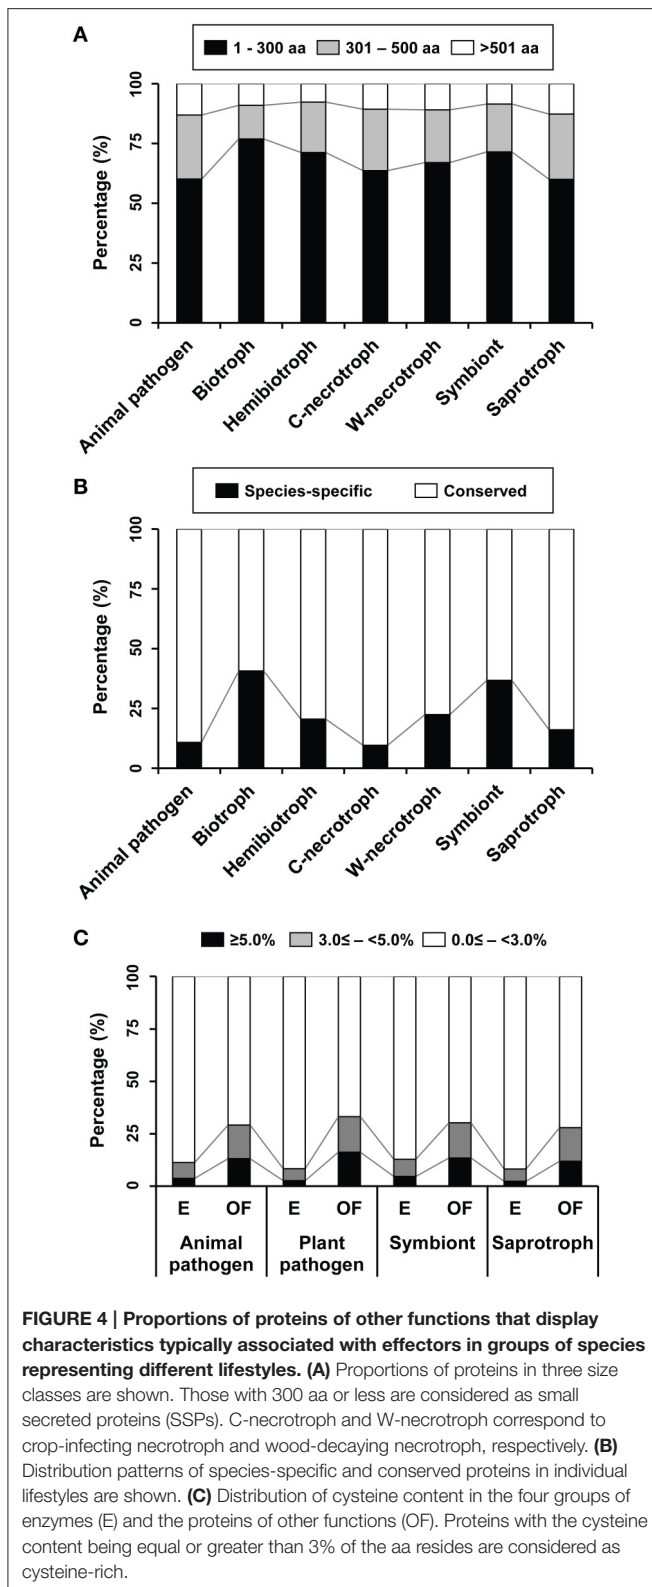 A
1 - 300 aa 301 – 500 aa >501 aa
Percentage (%)
100
75
50
25
0
Animal pathogen
Biotroph
Hemibiotroph
C-necrotroph
W-necrotroph
Symbiont
Saprotroph
B
Species-specific Conserved
Percentage (%)
100
75
50
25
0
Animal pathogen
Biotroph
Hemibiotroph
C-necrotroph
W-necrotroph
Symbiont
Saprotroph
C
≥5.0% 3.0≤ – <5.0% 0.0≤ – <3.0%
Percentage (%)
100
75
50
25
0
E OF E OF E OF E OF
Animal pathogen
Plant pathogen
Symbiont
Saprotroph
FIGURE 4 | Proportions of proteins of other functions that display
characteristics typically associated with effectors in groups of species
representing different lifestyles. (A) Proportions of proteins in three size
classes are shown. Those with 300 aa or less are considered as small
secreted proteins (SSPs). C-necrotroph and W-necrotroph correspond to
crop-infecting necrotroph and wood-decaying necrotroph, respectively. (B)
Distribution patterns of species-specific and conserved proteins in individual
lifestyles are shown. (C) Distribution of cysteine content in the four groups of
enzymes (E) and the proteins of other functions (OF). Proteins with the cysteine
content being equal or greater than 3% of the aa resides are considered as
cysteine-rich.